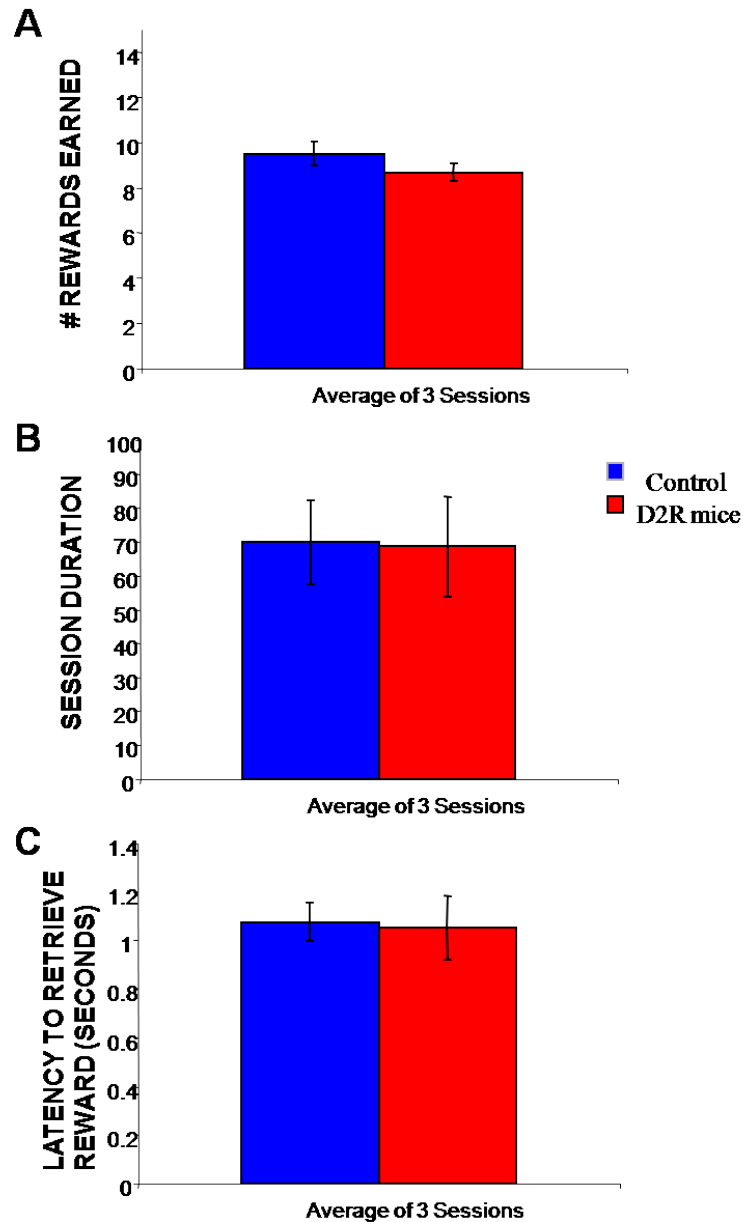 A
# REWARDS EARNED
14
12
10
8
6
4
2
0
Average of 3 Sessions
B
SESSION DURATION
100
90
80
70
60
50
40
30
20
10
0
Average of 3 Sessions
Control
D2R mice
C
LATENCY TO RETRIEVE
REWARD (SECONDS)
1.4
1.2
1
0.8
0.6
0.4
0.2
0
Average of 3 Sessions